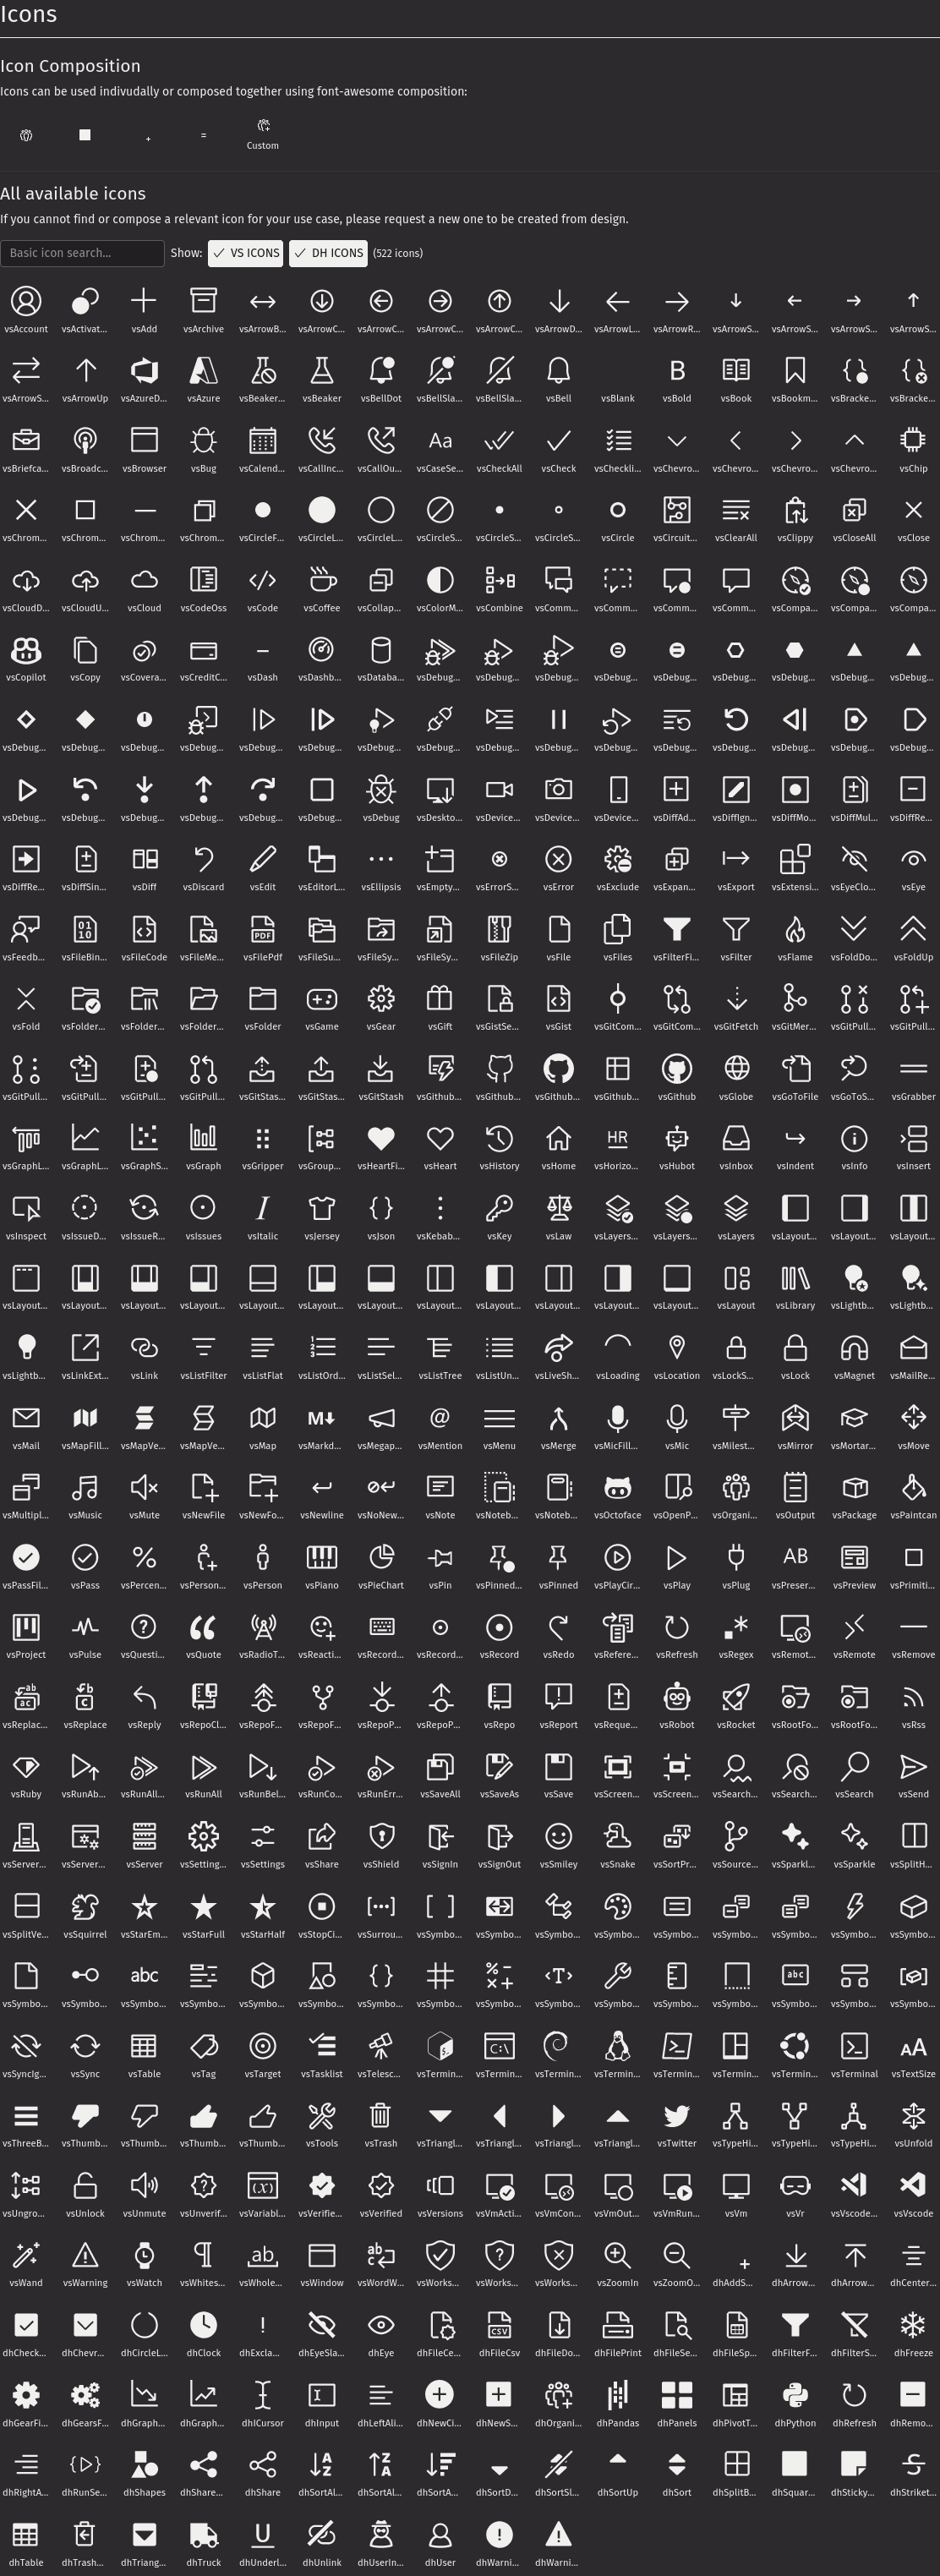 Icons
Icon Composition
Icons can be used indivudally or composed together using font-awesome composition:
+ =
Custom
All available icons
If you cannot find or compose a relevant icon for your use case, please request a new one to be created from design.
Basic icon search... Show: VS ICONS DH ICONS (522 icons)
vsAccount vsActivat... vsAdd vsArchive vsArrowB... vsArrowC... vsArrowC... vsArrowC... vsArrowC... vsArrowD... vsArrowL... vsArrowR... vsArrowS... vsArrowS... vsArrowS... vsArrowS...
vsArrowS... vsArrowUp vsAzureD... vsAzure vsBeaker... vsBeaker vsBellDot vsBellSla... vsBellSla... vsBell vsBlank vsBold vsBook vsBookm... vsBracke... vsBracke...
vsBriefca... vsBroadc... vsBrowser vsBug vsCalend... vsCallInc... vsCallOu... vsCaseSe... vsCheckAll vsCheck vsCheckli... vsChevro... vsChevro... vsChevro... vsChevro... vsChip
vsChrom... vsChrom... vsChrom... vsChrom... vsCircleF... vsCircleL... vsCircleL... vsCircleS... vsCircleS... vsCircleS... vsCircle vsCircuit... vsClearAll vsClippy vsCloseAll vsClose
vsCloudD... vsCloudU... vsCloud vsCodeOss vsCode vsCoffee vsCollap... vsColorM... vsCombine vsComm... vsComm... vsComm... vsComm... vsCompa... vsCompa... vsCompa...
vsCopilot vsCopy vsCovera... vsCreditC... vsDash vsDashb... vsDataba... vsDebug... vsDebug... vsDebug... vsDebug... vsDebug... vsDebug... vsDebug... vsDebug... vsDebug...
vsDebug... vsDebug... vsDebug... vsDebug... vsDebug... vsDebug... vsDebug... vsDebug... vsDebug... vsDebug... vsDebug... vsDebug... vsDebug... vsDebug... vsDebug... vsDebug...
vsDebug... vsDebug... vsDebug... vsDebug... vsDebug... vsDebug... vsDebug vsDeskto... vsDevice... vsDevice... vsDevice... vsDiffAd... vsDiffIgn... vsDiffMo... vsDiffMul... vsDiffRe...
vsDiffRe... vsDiffSin... vsDiff vsDiscard vsEdit vsEditorL... vsEllipsis vsEmpty... vsErrorS... vsError vsExclude vsExpan... vsExport vsExtensi... vsEyeClo... vsEye
vsFeedb... vsFileBin... vsFileCode vsFileMe... vsFilePdf vsFileSu... vsFileSy... vsFileSy... vsFileZip vsFile vsFiles vsFilterFi... vsFilter vsFlame vsFoldDo... vsFoldUp
vsFold vsFolder... vsFolder... vsFolder... vsFolder vsGame vsGear vsGift vsGistSe... vsGist vsGitCom... vsGitCom... vsGitFetch vsGitMer... vsGitPull... vsGitPull...
vsGitPull... vsGitPull... vsGitPull... vsGitPull... vsGitStas... vsGitStas... vsGitStash vsGithub... vsGithub... vsGithub... vsGithub... vsGithub vsGlobe vsGoToFile vsGoToS... vsGrabber
vsGraphL... vsGraphL... vsGraphS... vsGraph vsGripper vsGroup... vsHeartFi... vsHeart vsHistory vsHome vsHorizo... vsHubot vsInbox vsIndent vsInfo vsInsert
vsInspect vsIssueD... vsIssueR... vsIssues vsItalic vsJersey vsJson vsKebab... vsKey vsLaw vsLayers... vsLayers... vsLayers vsLayout... vsLayout... vsLayout...
vsLayout... vsLayout... vsLayout... vsLayout... vsLayout... vsLayout... vsLayout... vsLayout... vsLayout... vsLayout... vsLayout... vsLayout... vsLayout vsLibrary vsLightb... vsLightb...
vsLightb... vsLinkExt... vsLink vsListFilter vsListFlat vsListOrd... vsListSel... vsListTree vsListUn... vsLiveSh... vsLoading vsLocation vsLockS... vsLock vsMagnet vsMailRe...
vsMail vsMapFill... vsMapVe... vsMapVe... vsMap vsMarkd... vsMegap... vsMention vsMenu vsMerge vsMicFill... vsMic vsMilest... vsMirror vsMortar... vsMove
vsMultipl... vsMusic vsMute vsNewFile vsNewFo... vsNewline vsNoNew... vsNote vsNoteb... vsNoteb... vsOctoface vsOpenP... vsOrgani... vsOutput vsPackage vsPaintcan
vsPassFil... vsPass vsPercen... vsPerson... vsPerson vsPiano vsPieChart vsPin vsPinned... vsPinned vsPlayCir... vsPlay vsPlug vsPreser... vsPreview vsPrimiti...
vsProject vsPulse vsQuesti... vsQuote vsRadioT... vsReacti... vsRecord... vsRecord... vsRecord vsRedo vsRefere... vsRefresh vsRegex vsRemot... vsRemote vsRemove
vsReplac... vsReplace vsReply vsRepoCl... vsRepoF... vsRepoF... vsRepoP... vsRepoP... vsRepo vsReport vsReque... vsRobot vsRocket vsRootFo... vsRootFo... vsRss
vsRuby vsRunAb... vsRunAll... vsRunAll vsRunBel... vsRunCo... vsRunErr... vsSaveAll vsSaveAs vsSave vsScreen... vsScreen... vsSearch... vsSearch... vsSearch vsSend
vsServer... vsServer... vsServer vsSetting... vsSettings vsShare vsShield vsSignIn vsSignOut vsSmiley vsSnake vsSortPr... vsSource... vsSparkl... vsSparkle vsSplitH...
vsSplitVe... vsSquirrel vsStarEm... vsStarFull vsStarHalf vsStopCi... vsSurrou... vsSymbo... vsSymbo... vsSymbo... vsSymbo... vsSymbo... vsSymbo... vsSymbo... vsSymbo... vsSymbo...
vsSymbo... vsSymbo... vsSymbo... vsSymbo... vsSymbo... vsSymbo... vsSymbo... vsSymbo... vsSymbo... vsSymbo... vsSymbo... vsSymbo... vsSymbo... vsSymbo... vsSymbo... vsSymbo...
vsSyncIg... vsSync vsTable vsTag vsTarget vsTasklist vsTelesc... vsTermin... vsTermin... vsTermin... vsTermin... vsTermin... vsTermin... vsTermin... vsTerminal vsTextSize
vsThreeB... vsThumb... vsThumb... vsThumb... vsThumb... vsTools vsTrash vsTriangl... vsTriangl... vsTriangl... vsTriangl... vsTwitter vsTypeHi... vsTypeHi... vsTypeHi... vsUnfold
vsUngro... vsUnlock vsUnmute vsUnverif... vsVariabl... vsVerifie... vsVerified vsVersions vsVmActi... vsVmCon... vsVmOut... vsVmRun... vsVm vsVr vsVscode... vsVscode
vsWand vsWarning vsWatch vsWhites... vsWhole... vsWindow vsWordW... vsWorks... vsWorks... vsWorks... vsZoomIn vsZoomO... dhAddS... dhArrow... dhArrow... dhCenter...
dhCheck... dhChevr... dhCircleL... dhClock dhExcla... dhEyeSla... dhEye dhFileCe... dhFileCsv dhFileDo... dhFilePrint dhFileSe... dhFileSp... dhFilterF... dhFilterS... dhFreeze
dhGearFi... dhGearsF... dhGraph... dhGraph... dhICursor dhInput dhLeftAli... dhNewCi... dhNewS... dhOrgani... dhPandas dhPanels dhPivotT... dhPython dhRefresh dhRemo...
dhRightA... dhRunSe... dhShapes dhShare... dhShare dhSortAl... dhSortAl... dhSortA... dhSortD... dhSortSl... dhSortUp dhSort dhSplitB... dhSquar... dhSticky... dhStriket...
dhTable dhTrash... dhTriang... dhTruck dhUnderl... dhUnlink dhUserIn... dhUser dhWarni... dhWarni...